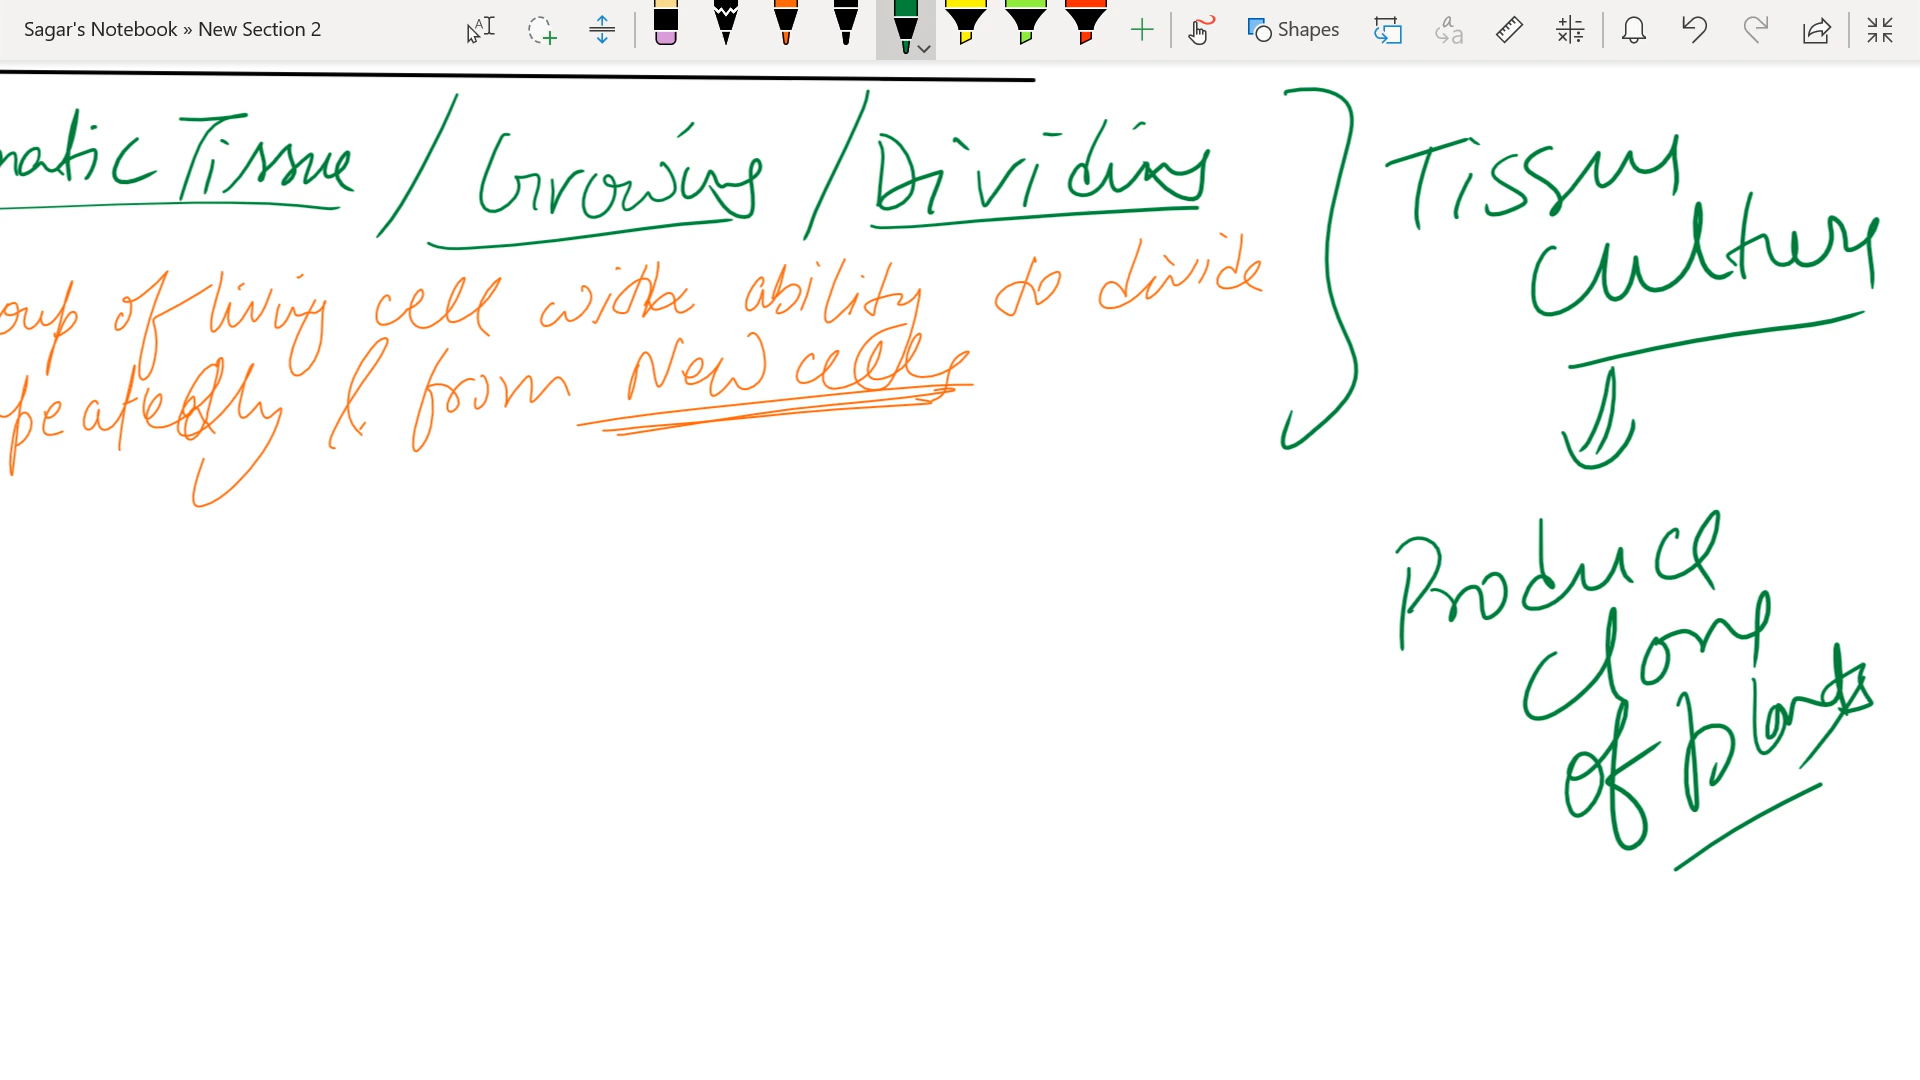 Sagar's Notebook » New Section 2
Shapes
matic Tissue / Growing / Dividing
oup of living cell with ability to divide
peatedly & from New cells
Tissue
culture
Produce
clone
of plants